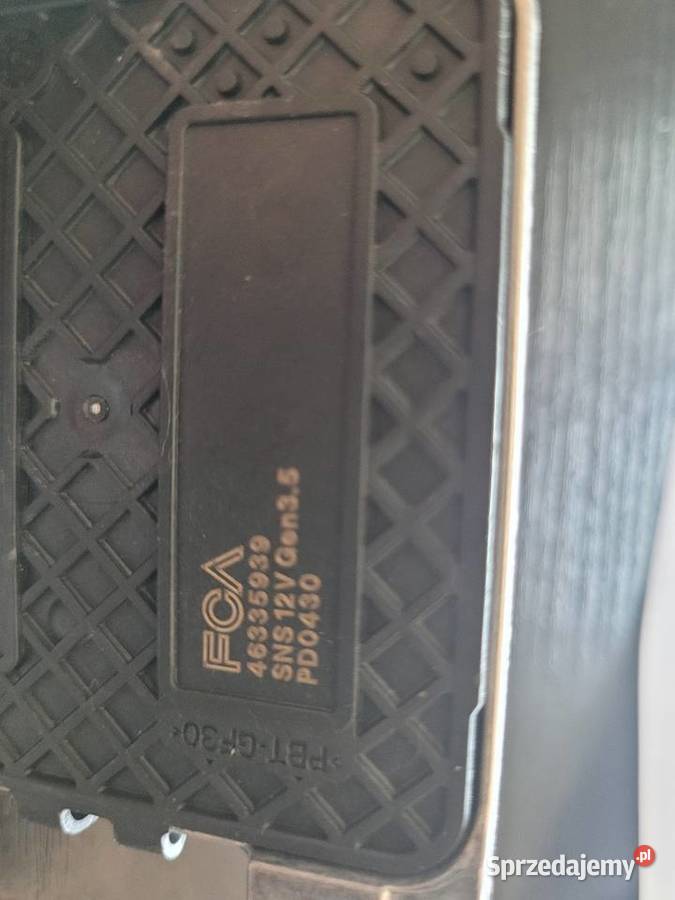 FCA
46335939
SNS 12V Gen3.5
PD0430
>PBT-GF30<
Sprzedajemy.pl